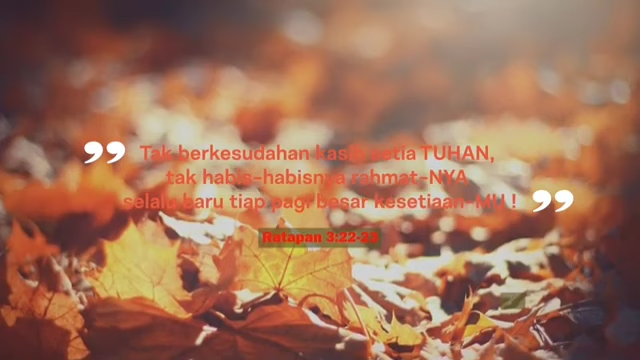 ” Tak berkesudahan kasih setia TUHAN,
tak habis-habisnya rahmat-NYA
selalu baru tiap pagi besar kesetiaan-MU ! ”
Ratapan 3:22-23